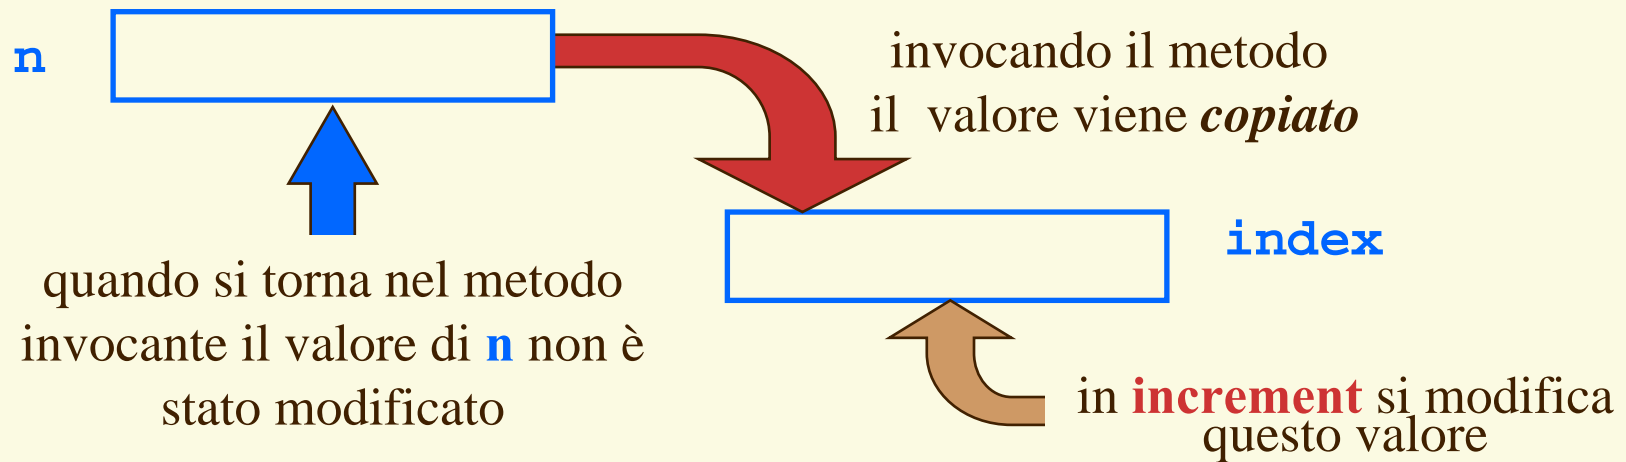 n
invocando il metodo
il valore viene copiato
index
quando si torna nel metodo
invocante il valore di n non è
stato modificato
in increment si modifica
questo valore